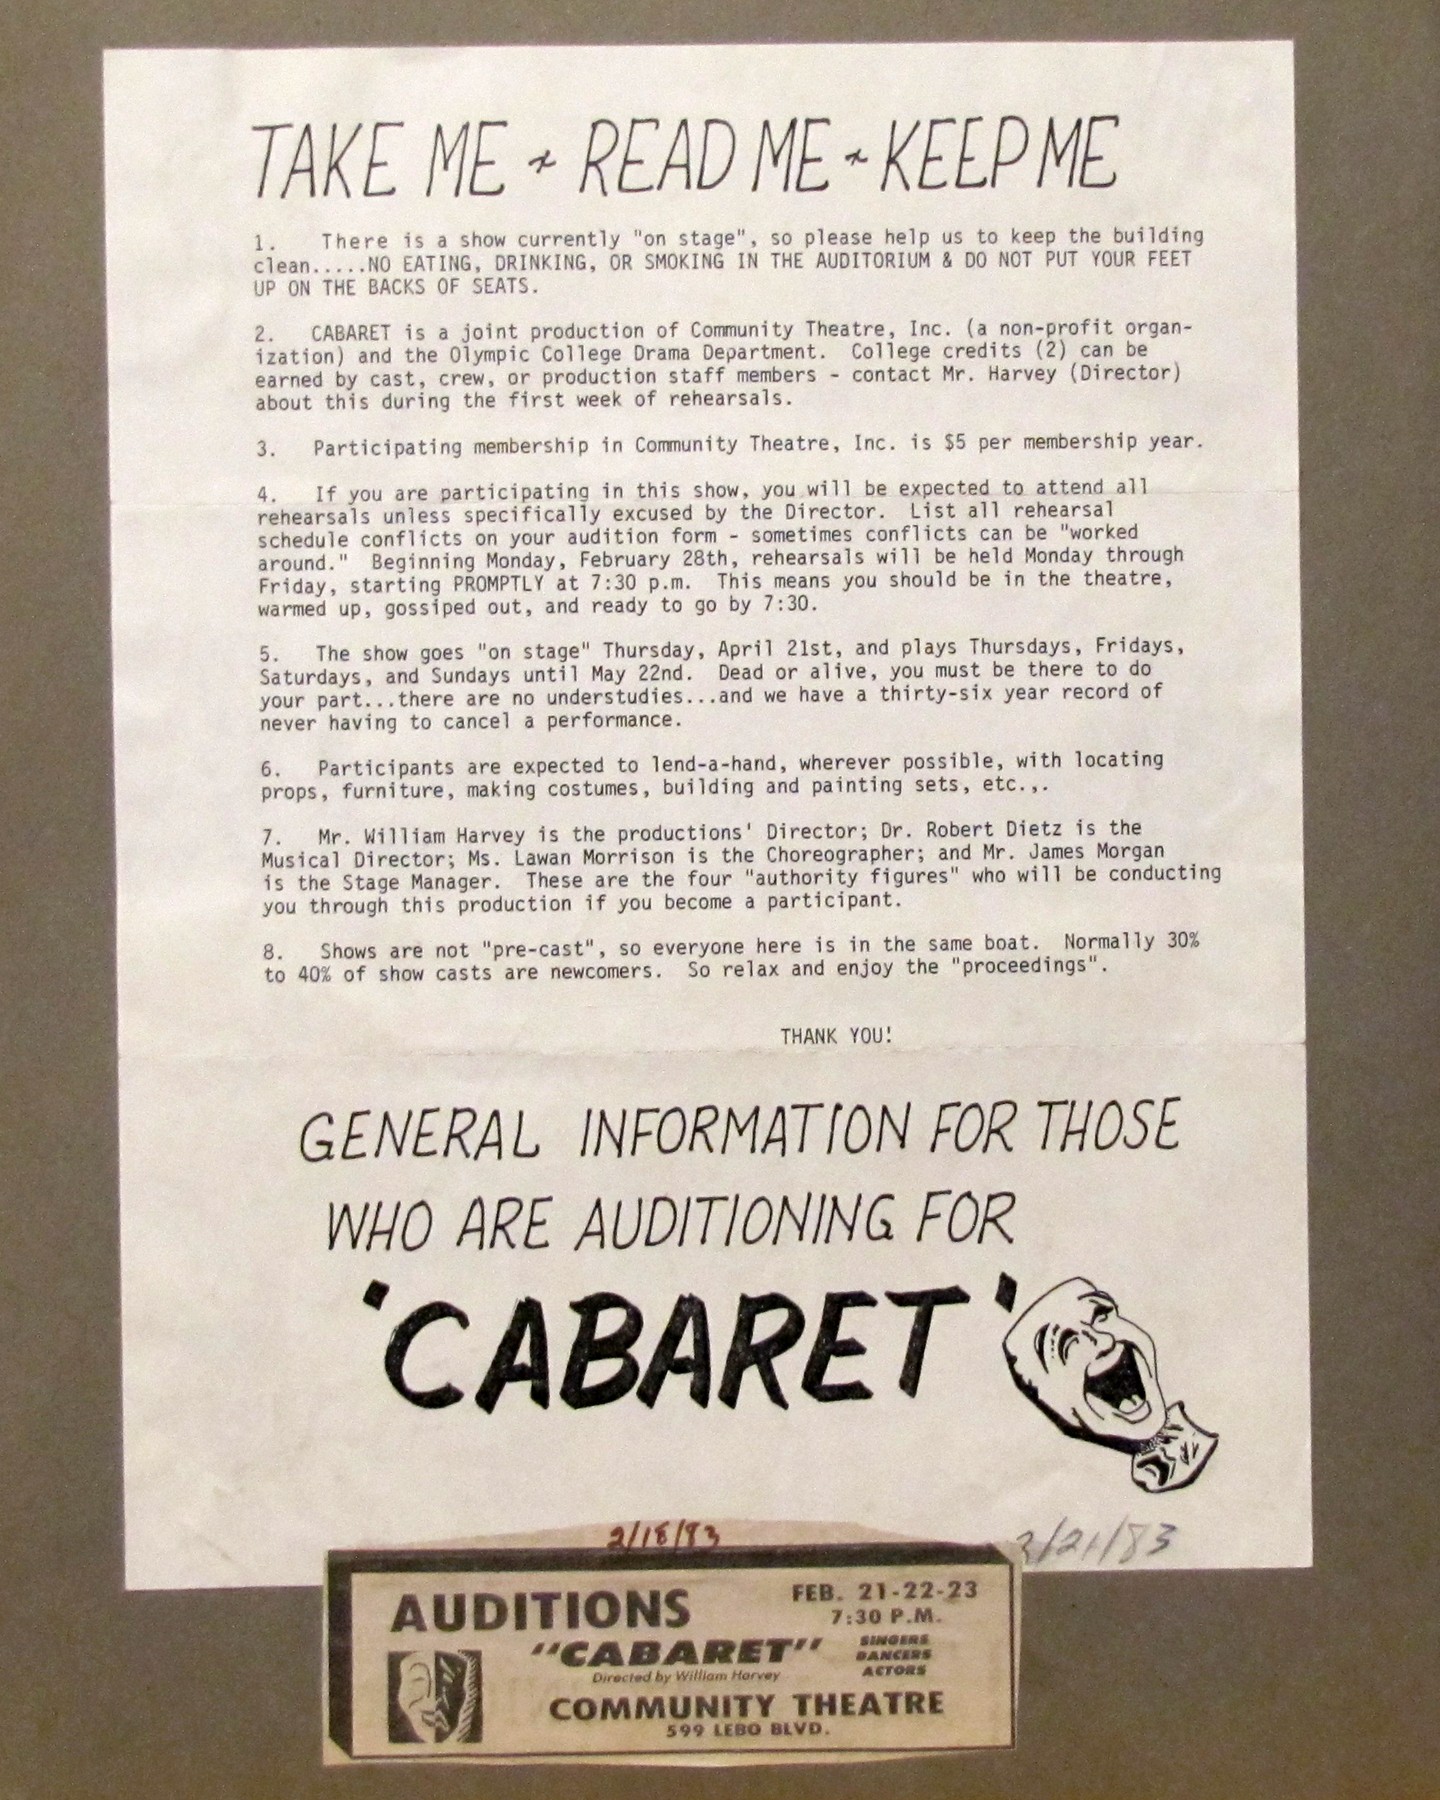 TAKE ME ~ READ ME ~ KEEP ME
1. There is a show currently "on stage", so please help us to keep the building
clean.....NO EATING, DRINKING, OR SMOKING IN THE AUDITORIUM & DO NOT PUT YOUR FEET
UP ON THE BACKS OF SEATS.
2. CABARET is a joint production of Community Theatre, Inc. (a non-profit organ-
ization) and the Olympic College Drama Department. College credits (2) can be
earned by cast, crew, or production staff members - contact Mr. Harvey (Director)
about this during the first week of rehearsals.
3. Participating membership in Community Theatre, Inc. is $5 per membership year.
4. If you are participating in this show, you will be expected to attend all
rehearsals unless specifically excused by the Director. List all rehearsal
schedule conflicts on your audition form - sometimes conflicts can be "worked
around." Beginning Monday, February 28th, rehearsals will be held Monday through
Friday, starting PROMPTLY at 7:30 p.m. This means you should be in the theatre,
warmed up, gossiped out, and ready to go by 7:30.
5. The show goes "on stage" Thursday, April 21st, and plays Thursdays, Fridays,
Saturdays, and Sundays until May 22nd. Dead or alive, you must be there to do
your part...there are no understudies...and we have a thirty-six year record of
never having to cancel a performance.
6. Participants are expected to lend-a-hand, wherever possible, with locating
props, furniture, making costumes, building and painting sets, etc.,.
7. Mr. William Harvey is the productions' Director; Dr. Robert Dietz is the
Musical Director; Ms. Lawan Morrison is the Choreographer; and Mr. James Morgan
is the Stage Manager. These are the four "authority figures" who will be conducting
you through this production if you become a participant.
8. Shows are not "pre-cast", so everyone here is in the same boat. Normally 30%
to 40% of show casts are newcomers. So relax and enjoy the "proceedings".
THANK YOU!
GENERAL INFORMATION FOR THOSE
WHO ARE AUDITIONING FOR
'CABARET'
2/18/83
2/21/83
AUDITIONS
FEB. 21-22-23
7:30 P.M.
"CABARET"
SINGERS
DANCERS
ACTORS
Directed by William Harvey
COMMUNITY THEATRE
599 LEBO BLVD.